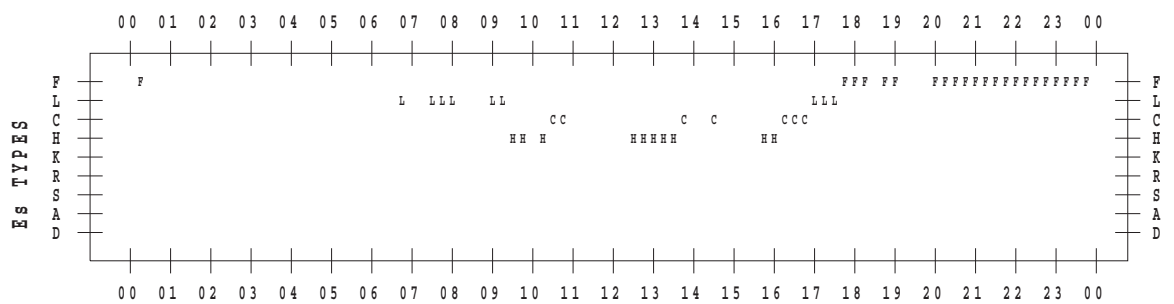 00 01 02 03 04 05 06 07 08 09 10 11 12 13 14 15 16 17 18 19 20 21 22 23 00
Es TYPES
F F FFF FF FFFFFFFFFFFFFFFF F
L L LLL LL LLL L
C CC C C CCC C
H HH H HHHHH HH H
K K
R R
S S
A A
D D
00 01 02 03 04 05 06 07 08 09 10 11 12 13 14 15 16 17 18 19 20 21 22 23 00